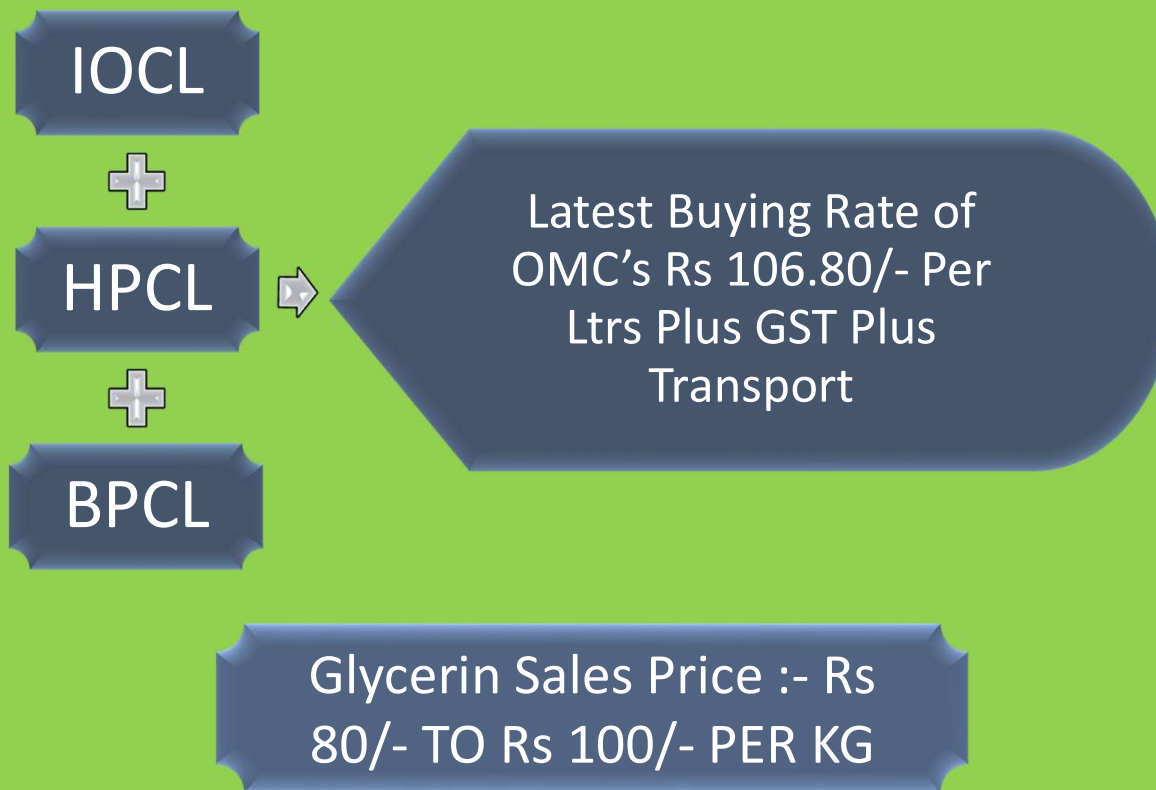 IOCL
HPCL
BPCL
Latest Buying Rate of
OMC’s Rs 106.80/- Per
Ltrs Plus GST Plus
Transport
Glycerin Sales Price :- Rs
80/- TO Rs 100/- PER KG